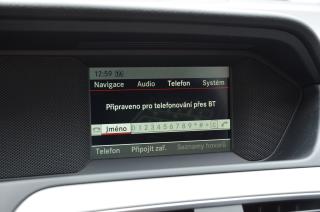 12:59
Navigace Audio Telefon Systém
Připraveno pro telefonování přes BT
Jméno 0 1 2 3 4 5 6 7 8 9 * # +
Telefon Připojit zař. Seznamy hovorů